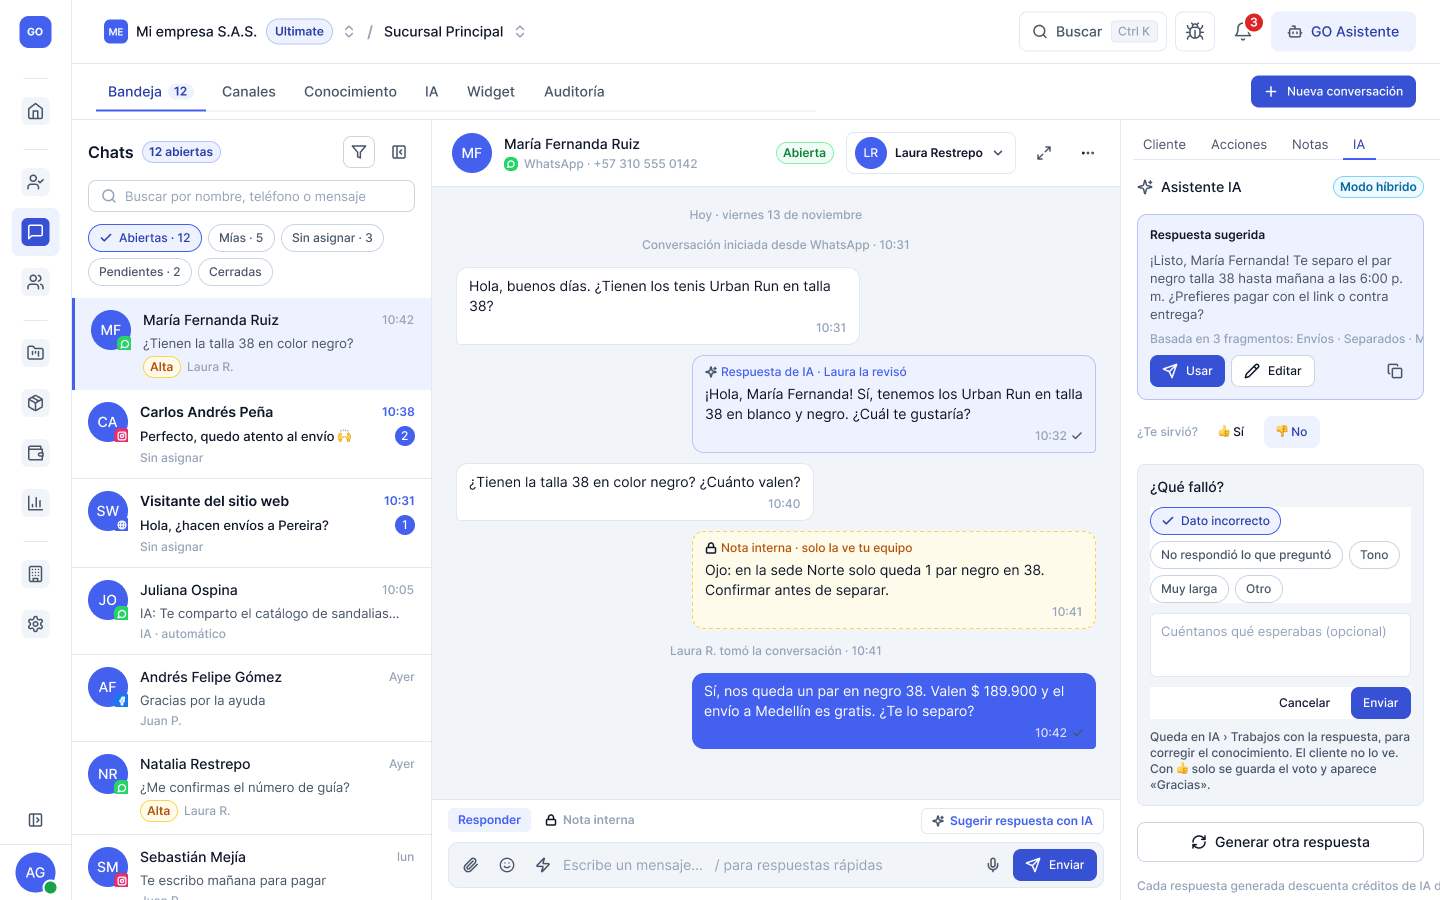 GO
ME Mi empresa S.A.S. Ultimate / Sucursal Principal
Buscar Ctrl K
3
GO Asistente
Bandeja 12 Canales Conocimiento IA Widget Auditoría
Nueva conversación
Chats 12 abiertas
Buscar por nombre, teléfono o mensaje
Abiertas · 12 Mías · 5 Sin asignar · 3
Pendientes · 2 Cerradas
MF María Fernanda Ruiz 10:42
¿Tienen la talla 38 en color negro?
Alta Laura R.
CA Carlos Andrés Peña 10:38
Perfecto, quedo atento al envío 🙌 2
Sin asignar
SW Visitante del sitio web 10:31
Hola, ¿hacen envíos a Pereira? 1
Sin asignar
JO Juliana Ospina 10:05
IA: Te comparto el catálogo de sandalias...
IA · automático
AF Andrés Felipe Gómez Ayer
Gracias por la ayuda
Juan P.
NR Natalia Restrepo Ayer
¿Me confirmas el número de guía?
Alta Laura R.
SM Sebastián Mejía lun
Te escribo mañana para pagar
Juan P.
AG
MF María Fernanda Ruiz
WhatsApp · +57 310 555 0142
Abierta
LR Laura Restrepo
Hoy · viernes 13 de noviembre
Conversación iniciada desde WhatsApp · 10:31
Hola, buenos días. ¿Tienen los tenis Urban Run en talla
38?
10:31
Respuesta de IA · Laura la revisó
¡Hola, María Fernanda! Sí, tenemos los Urban Run en talla
38 en blanco y negro. ¿Cuál te gustaría?
10:32
¿Tienen la talla 38 en color negro? ¿Cuánto valen?
10:40
Nota interna · solo la ve tu equipo
Ojo: en la sede Norte solo queda 1 par negro en 38.
Confirmar antes de separar.
10:41
Laura R. tomó la conversación · 10:41
Sí, nos queda un par en negro 38. Valen $ 189.900 y el
envío a Medellín es gratis. ¿Te lo separo?
10:42
Responder Nota interna
Sugerir respuesta con IA
Escribe un mensaje... / para respuestas rápidas
Enviar
Cliente Acciones Notas IA
Asistente IA Modo híbrido
Respuesta sugerida
¡Listo, María Fernanda! Te separo el par
negro talla 38 hasta mañana a las 6:00 p.
m. ¿Prefieres pagar con el link o contra
entrega?
Basada en 3 fragmentos: Envíos · Separados · M
Usar Editar
¿Te sirvió? 👍 Sí 👎 No
¿Qué falló?
Dato incorrecto
No respondió lo que preguntó Tono
Muy larga Otro
Cuéntanos qué esperabas (opcional)
Cancelar Enviar
Queda en IA › Trabajos con la respuesta, para
corregir el conocimiento. El cliente no lo ve.
Con 👍 solo se guarda el voto y aparece
«Gracias».
Generar otra respuesta
Cada respuesta generada descuenta créditos de IA d